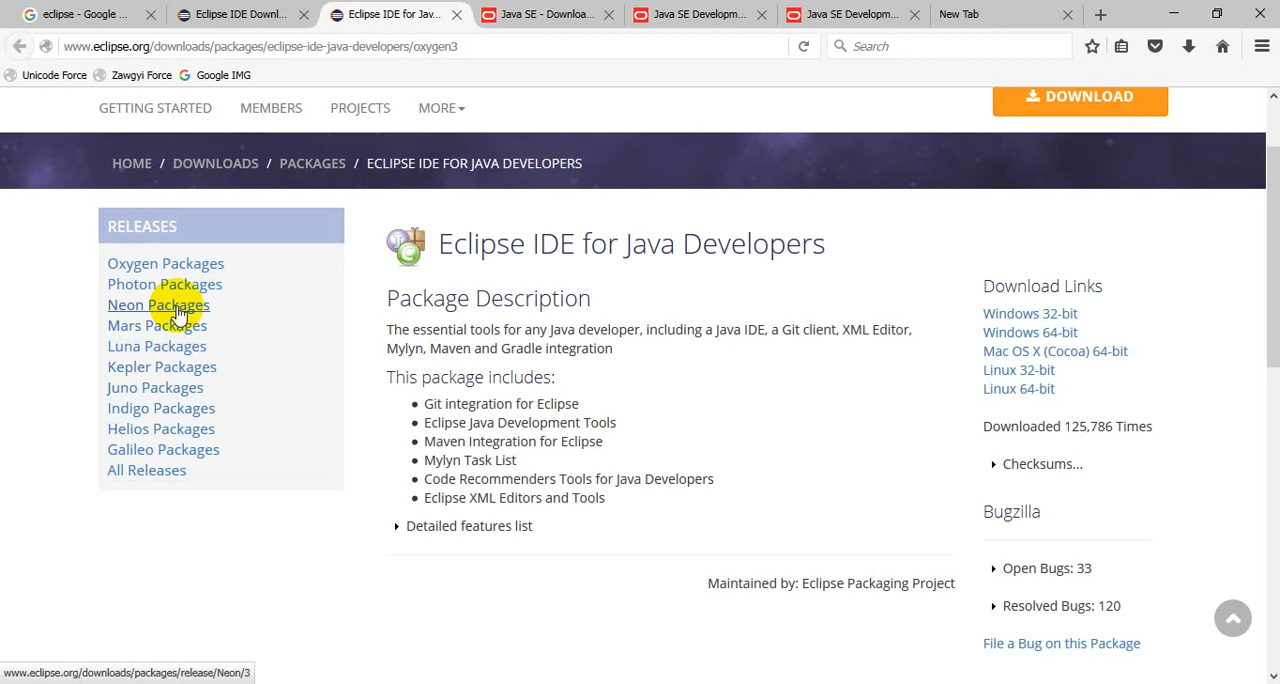 eclipse - Google ...
Eclipse IDE Downl...
Eclipse IDE for Jav...
Java SE - Downloa...
Java SE Developm...
Java SE Developm...
New Tab
www.eclipse.org/downloads/packages/eclipse-ide-java-developers/oxygen3
Search
Unicode Force
Zawgyi Force
Google IMG
GETTING STARTED
MEMBERS
PROJECTS
MORE
DOWNLOAD
HOME / DOWNLOADS / PACKAGES / ECLIPSE IDE FOR JAVA DEVELOPERS
RELEASES
Oxygen Packages
Photon Packages
Neon Packages
Mars Packages
Luna Packages
Kepler Packages
Juno Packages
Indigo Packages
Helios Packages
Galileo Packages
All Releases
Eclipse IDE for Java Developers
Package Description
The essential tools for any Java developer, including a Java IDE, a Git client, XML Editor,
Mylyn, Maven and Gradle integration
This package includes:
Git integration for Eclipse
Eclipse Java Development Tools
Maven Integration for Eclipse
Mylyn Task List
Code Recommenders Tools for Java Developers
Eclipse XML Editors and Tools
Detailed features list
Maintained by: Eclipse Packaging Project
Download Links
Windows 32-bit
Windows 64-bit
Mac OS X (Cocoa) 64-bit
Linux 32-bit
Linux 64-bit
Downloaded 125,786 Times
Checksums...
Bugzilla
Open Bugs: 33
Resolved Bugs: 120
File a Bug on this Package
www.eclipse.org/downloads/packages/release/Neon/3